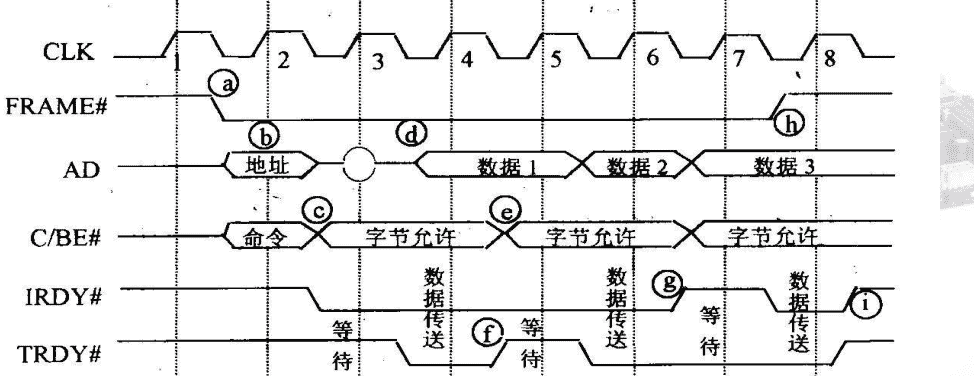 CLK 1 2 3 4 5 6 7 8
FRAME# a h
b d
AD 地址 数据1 数据2 数据3
c e
C/BE# 命令 字节允许 字节允许 字节允许
IRDY# 数据传送 数据传送 g 数据传送 i
TRDY# 等待 f 等待 等待